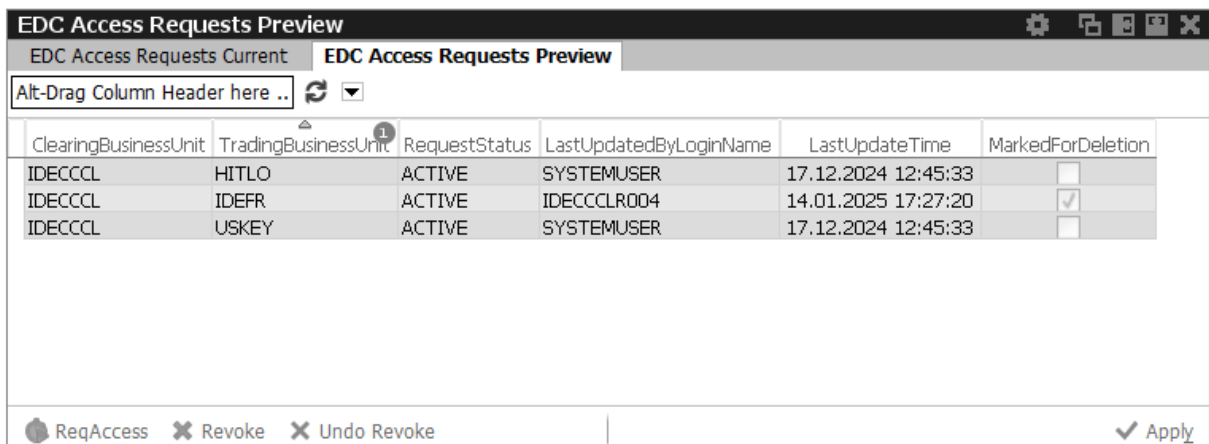 EDC Access Requests Preview
EDC Access Requests Current EDC Access Requests Preview
Alt-Drag Column Header here ..
ClearingBusinessUnit TradingBusinessUnit 1 RequestStatus LastUpdatedByLoginName LastUpdateTime MarkedForDeletion
IDECCCL HITLO ACTIVE SYSTEMUSER 17.12.2024 12:45:33
IDECCCL IDEFR ACTIVE IDECCCLR004 14.01.2025 17:27:20
IDECCCL USKEY ACTIVE SYSTEMUSER 17.12.2024 12:45:33
ReqAccess Revoke Undo Revoke Apply